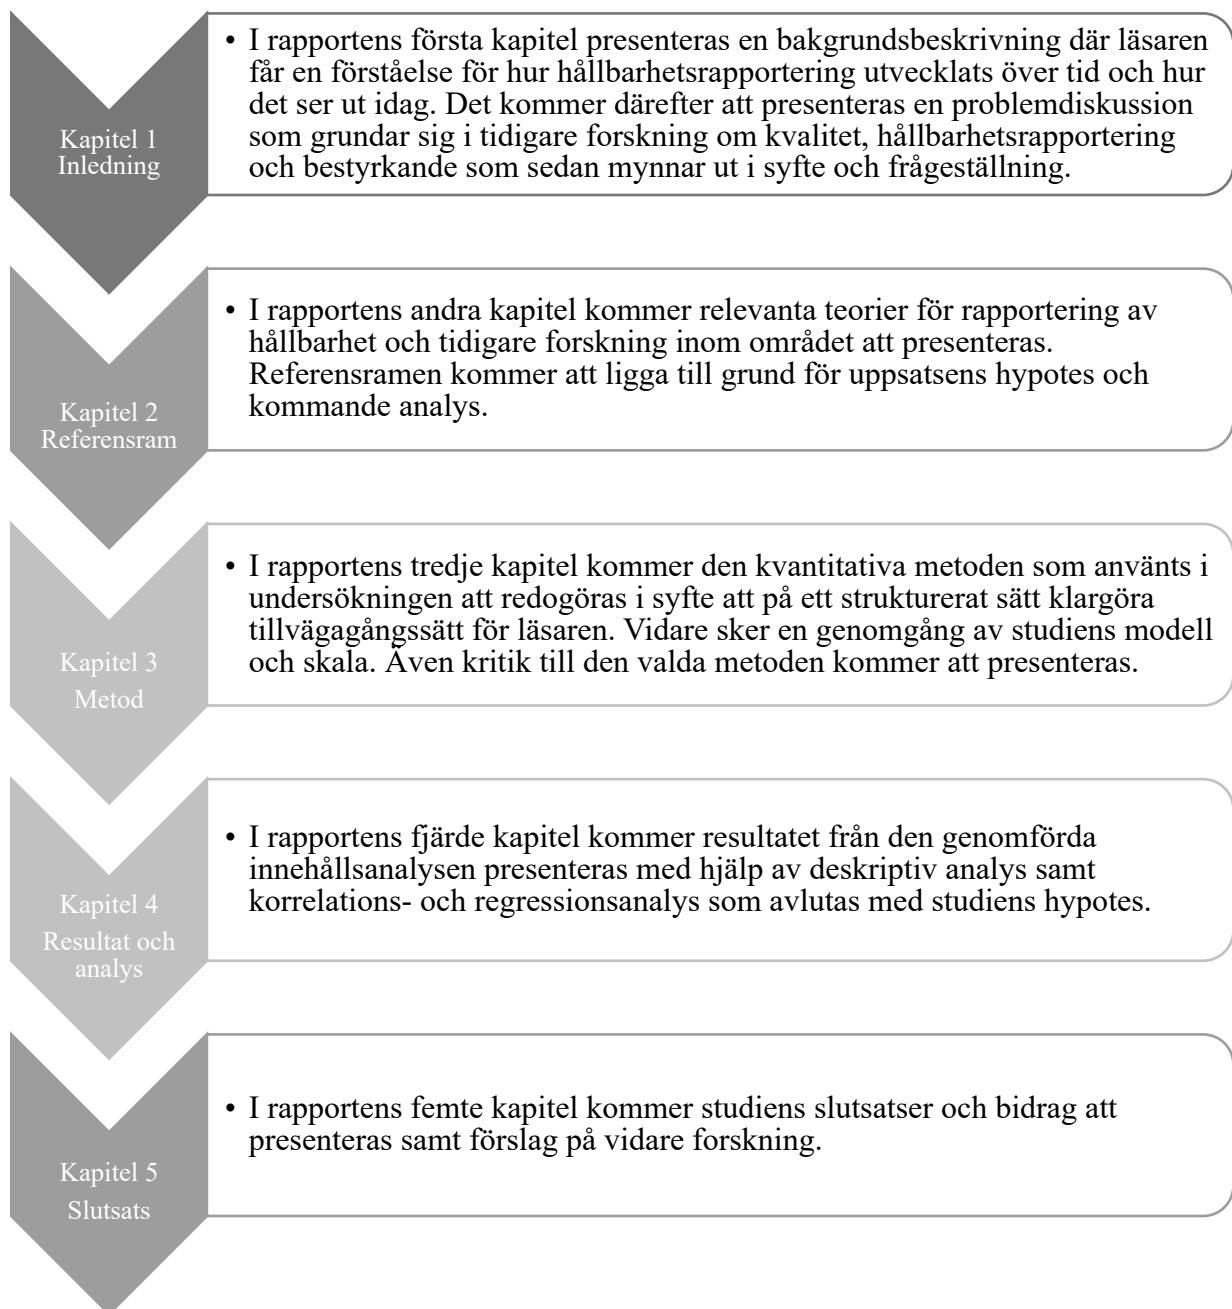 Kapitel 1
Inledning
• I rapportens första kapitel presenteras en bakgrundsbeskrivning där läsaren
får en förståelse för hur hållbarhetsrapportering utvecklats över tid och hur
det ser ut idag. Det kommer därefter att presenteras en problemdiskussion
som grundar sig i tidigare forskning om kvalitet, hållbarhetsrapportering
och bestyrkande som sedan mynnar ut i syfte och frågeställning.
Kapitel 2
Referensram
• I rapportens andra kapitel kommer relevanta teorier för rapportering av
hållbarhet och tidigare forskning inom området att presenteras.
Referensramen kommer att ligga till grund för uppsatsens hypotes och
kommande analys.
Kapitel 3
Metod
• I rapportens tredje kapitel kommer den kvantitativa metoden som använts i
undersökningen att redogöras i syfte att på ett strukturerat sätt klargöra
tillvägagångssätt för läsaren. Vidare sker en genomgång av studiens modell
och skala. Även kritik till den valda metoden kommer att presenteras.
Kapitel 4
Resultat och
analys
• I rapportens fjärde kapitel kommer resultatet från den genomförda
innehållsanalysen presenteras med hjälp av deskriptiv analys samt
korrelations- och regressionsanalys som avlutas med studiens hypotes.
Kapitel 5
Slutsats
• I rapportens femte kapitel kommer studiens slutsatser och bidrag att
presenteras samt förslag på vidare forskning.